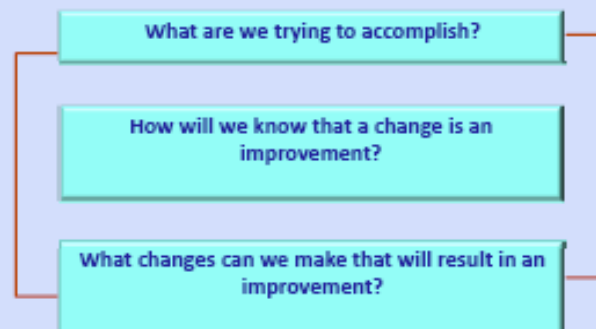 What are we trying to accomplish?
How will we know that a change is an
improvement?
What changes can we make that will result in an
improvement?